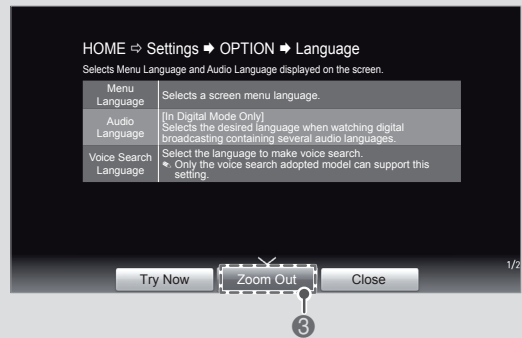 HOME ⇨ Settings ➡ OPTION ➡ Language
Selects Menu Language and Audio Language displayed on the screen.
Menu
Language
Selects a screen menu language.
Audio
Language
[In Digital Mode Only]
Selects the desired language when watching digital
broadcasting containing several audio languages.
Voice Search
Language
Select the language to make voice search.
Only the voice search adopted model can support this
setting.
1/2
Try Now
Zoom Out
Close
3